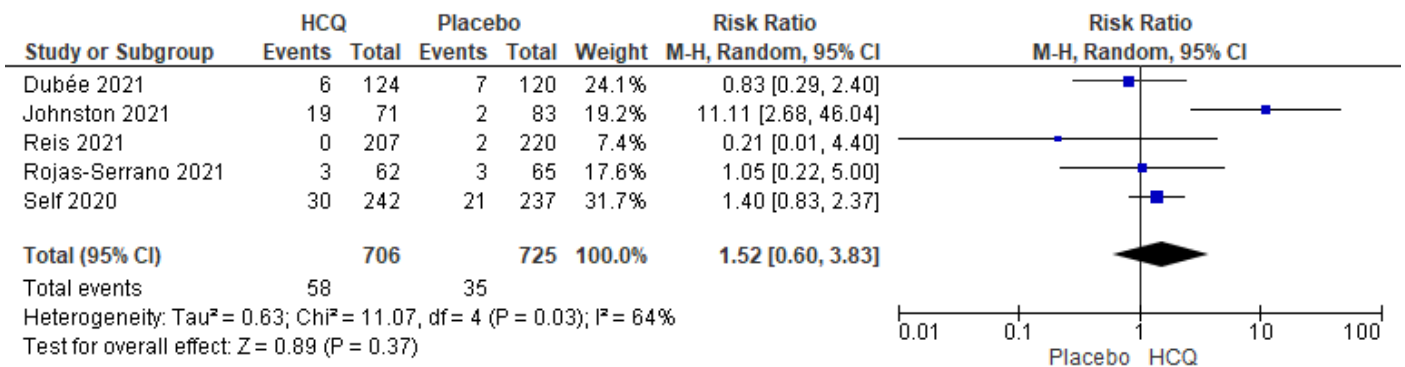 HCQ Placebo Risk Ratio Risk Ratio
Study or Subgroup Events Total Events Total Weight M-H, Random, 95% CI M-H, Random, 95% CI
Dubée 2021 6 124 7 120 24.1% 0.83 [0.29, 2.40]
Johnston 2021 19 71 2 83 19.2% 11.11 [2.68, 46.04]
Reis 2021 0 207 2 220 7.4% 0.21 [0.01, 4.40]
Rojas-Serrano 2021 3 62 3 65 17.6% 1.05 [0.22, 5.00]
Self 2020 30 242 21 237 31.7% 1.40 [0.83, 2.37]
Total (95% CI) 706 725 100.0% 1.52 [0.60, 3.83]
Total events 58 35
Heterogeneity: Tau² = 0.63; Chi² = 11.07, df = 4 (P = 0.03); I² = 64%
Test for overall effect: Z = 0.89 (P = 0.37)
0.01 0.1 1 10 100
Placebo HCQ